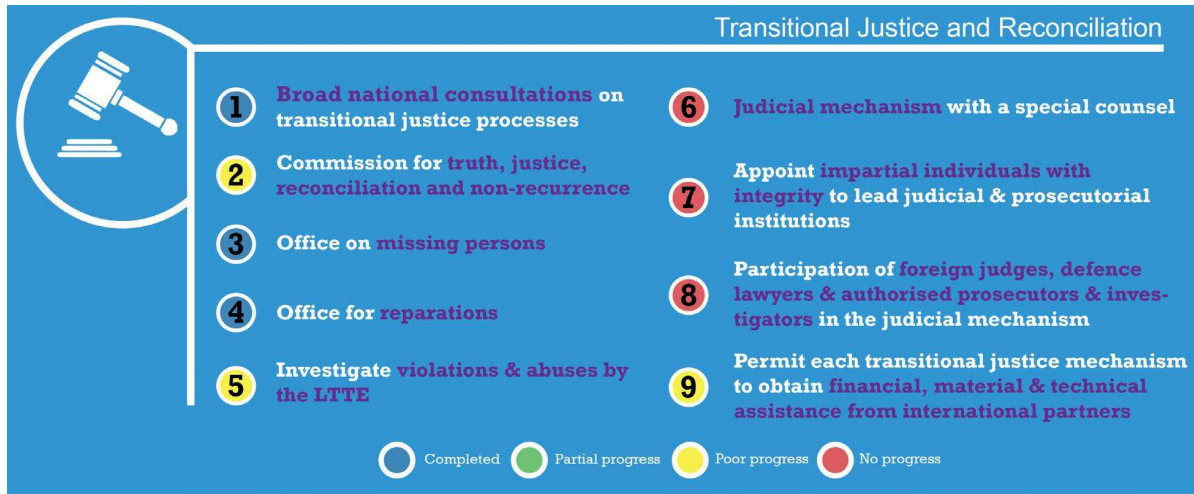 Transitional Justice and Reconciliation
1
Broad national consultations on
transitional justice processes
2
Commission for truth, justice,
reconciliation and non-recurrence
3
Office on missing persons
4
Office for reparations
5
Investigate violations & abuses by
the LTTE
6
Judicial mechanism with a special counsel
7
Appoint impartial individuals with
integrity to lead judicial & prosecutorial
institutions
8
Participation of foreign judges, defence
lawyers & authorised prosecutors & inves-
tigators in the judicial mechanism
9
Permit each transitional justice mechanism
to obtain financial, material & technical
assistance from international partners
Completed Partial progress Poor progress No progress